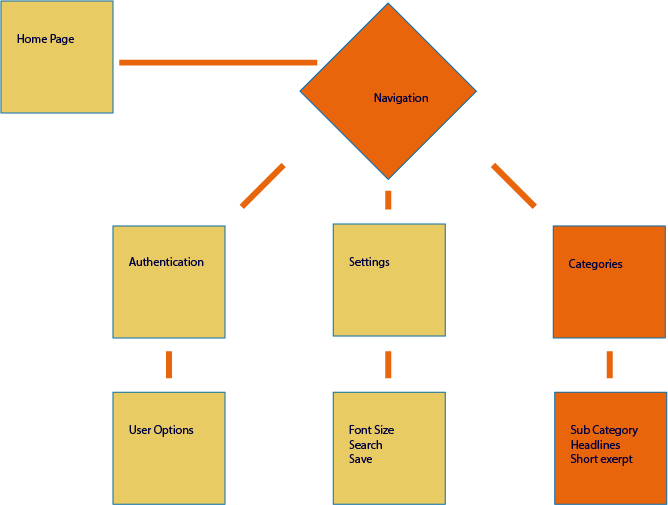 Home Page
Navigation
Authentication
Settings
Categories
User Options
Font Size
Search
Save
Sub Category
Headlines
Short exerpt